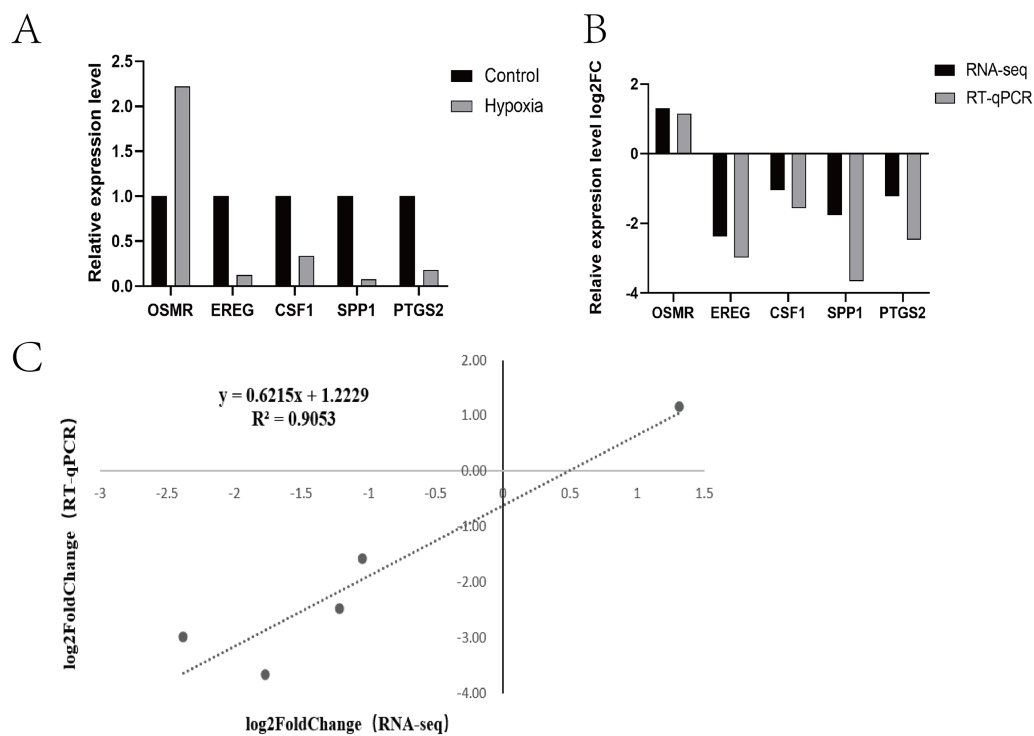 A
Relative expression level
2.5
2.0
1.5
1.0
0.5
0.0
OSMR EREG CSF1 SPP1 PTGS2
Control
Hypoxia
B
Relaive expresion level log2FC
2
0
-2
-4
OSMR EREG CSF1 SPP1 PTGS2
RNA-seq
RT-qPCR
C
y = 0.6215x + 1.2229
R² = 0.9053
log2FoldChange（RT-qPCR）
2.00
1.00
0.00
-1.00
-2.00
-3.00
-4.00
-3 -2.5 -2 -1.5 -1 -0.5 0 0.5 1 1.5
log2FoldChange（RNA-seq）